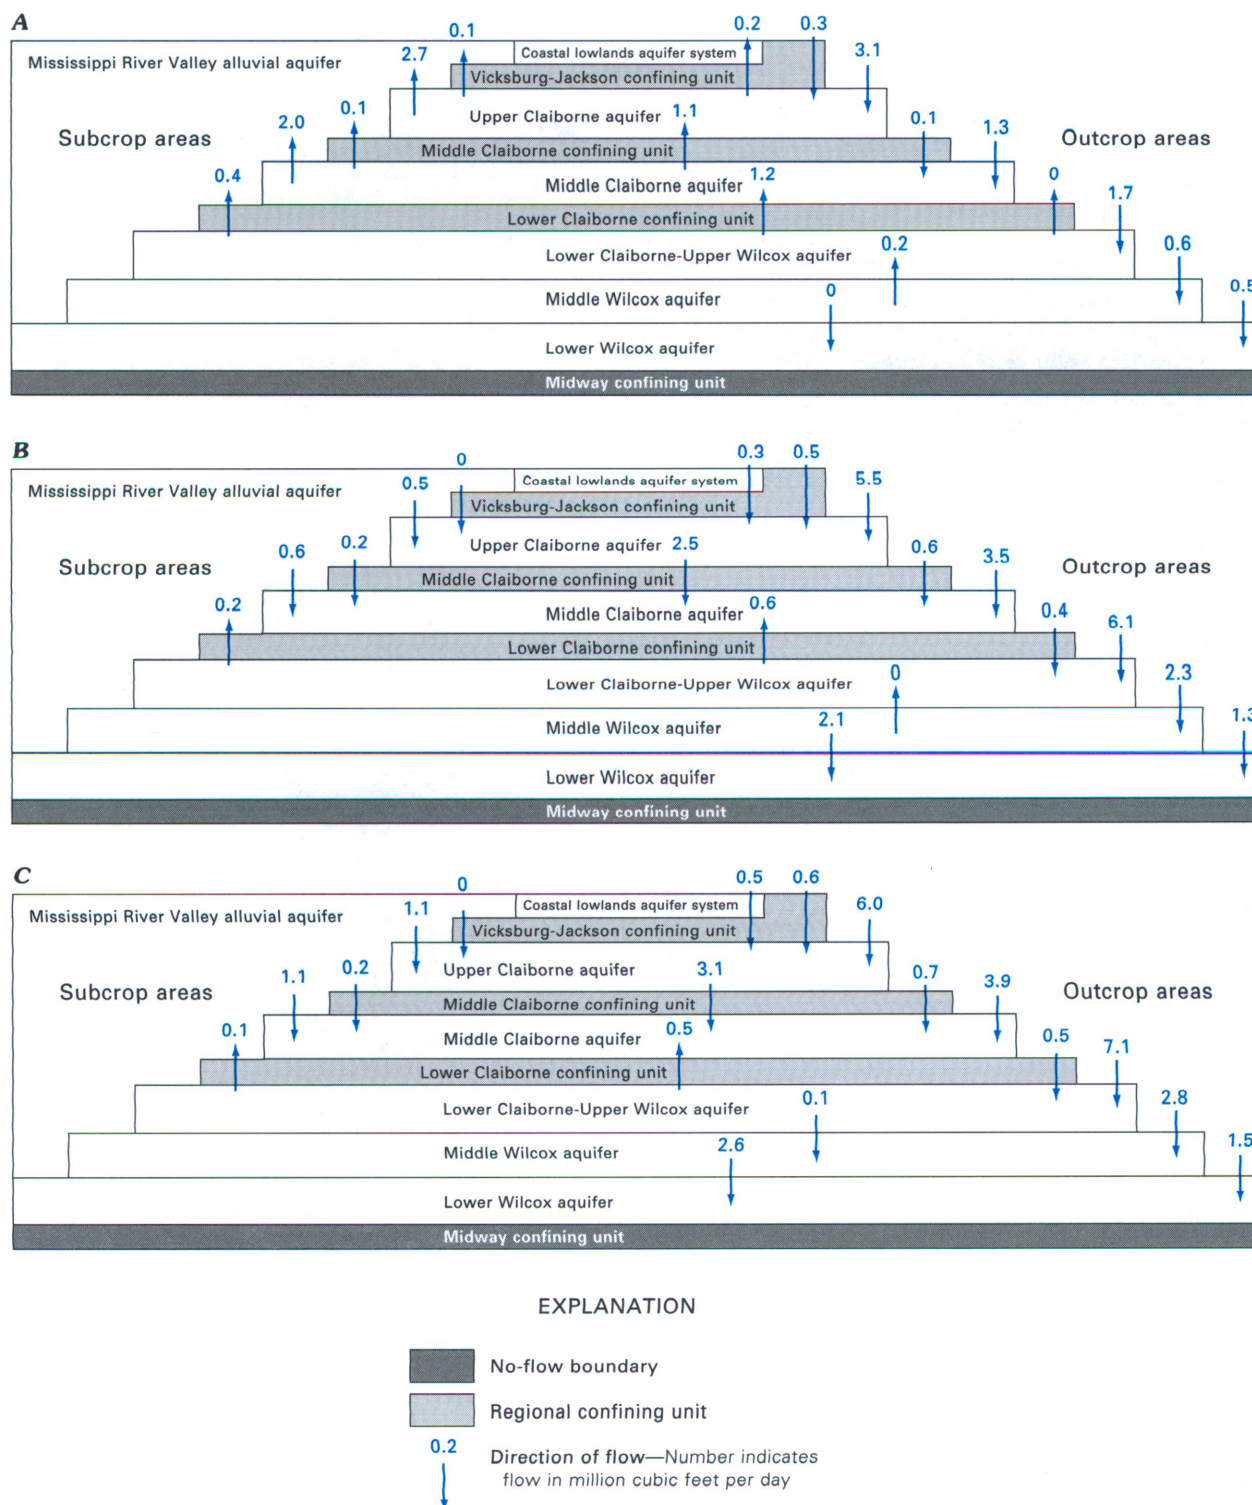 A
0.1
0.2
0.3
Mississippi River Valley alluvial aquifer
2.7
Coastal lowlands aquifer system
3.1
Vicksburg-Jackson confining unit
Subcrop areas
2.0
0.1
Upper Claiborne aquifer
1.1
0.1
1.3
Outcrop areas
Middle Claiborne confining unit
0.4
Middle Claiborne aquifer
1.2
0
1.7
Lower Claiborne confining unit
Lower Claiborne-Upper Wilcox aquifer
0.2
0.6
Middle Wilcox aquifer
0
0.5
Lower Wilcox aquifer
Midway confining unit
B
0
0.3
0.5
Mississippi River Valley alluvial aquifer
0.5
Coastal lowlands aquifer system
5.5
Vicksburg-Jackson confining unit
Subcrop areas
0.6
0.2
Upper Claiborne aquifer
2.5
0.6
3.5
Outcrop areas
Middle Claiborne confining unit
0.2
Middle Claiborne aquifer
0.6
0.4
6.1
Lower Claiborne confining unit
Lower Claiborne-Upper Wilcox aquifer
0
2.3
Middle Wilcox aquifer
2.1
1.3
Lower Wilcox aquifer
Midway confining unit
C
0
0.5
0.6
Mississippi River Valley alluvial aquifer
1.1
Coastal lowlands aquifer system
6.0
Vicksburg-Jackson confining unit
Subcrop areas
1.1
0.2
Upper Claiborne aquifer
3.1
0.7
3.9
Outcrop areas
Middle Claiborne confining unit
0.1
Middle Claiborne aquifer
0.5
0.5
7.1
Lower Claiborne confining unit
Lower Claiborne-Upper Wilcox aquifer
0.1
2.8
Middle Wilcox aquifer
2.6
1.5
Lower Wilcox aquifer
Midway confining unit
EXPLANATION
No-flow boundary
Regional confining unit
0.2
Direction of flow—Number indicates
flow in million cubic feet per day